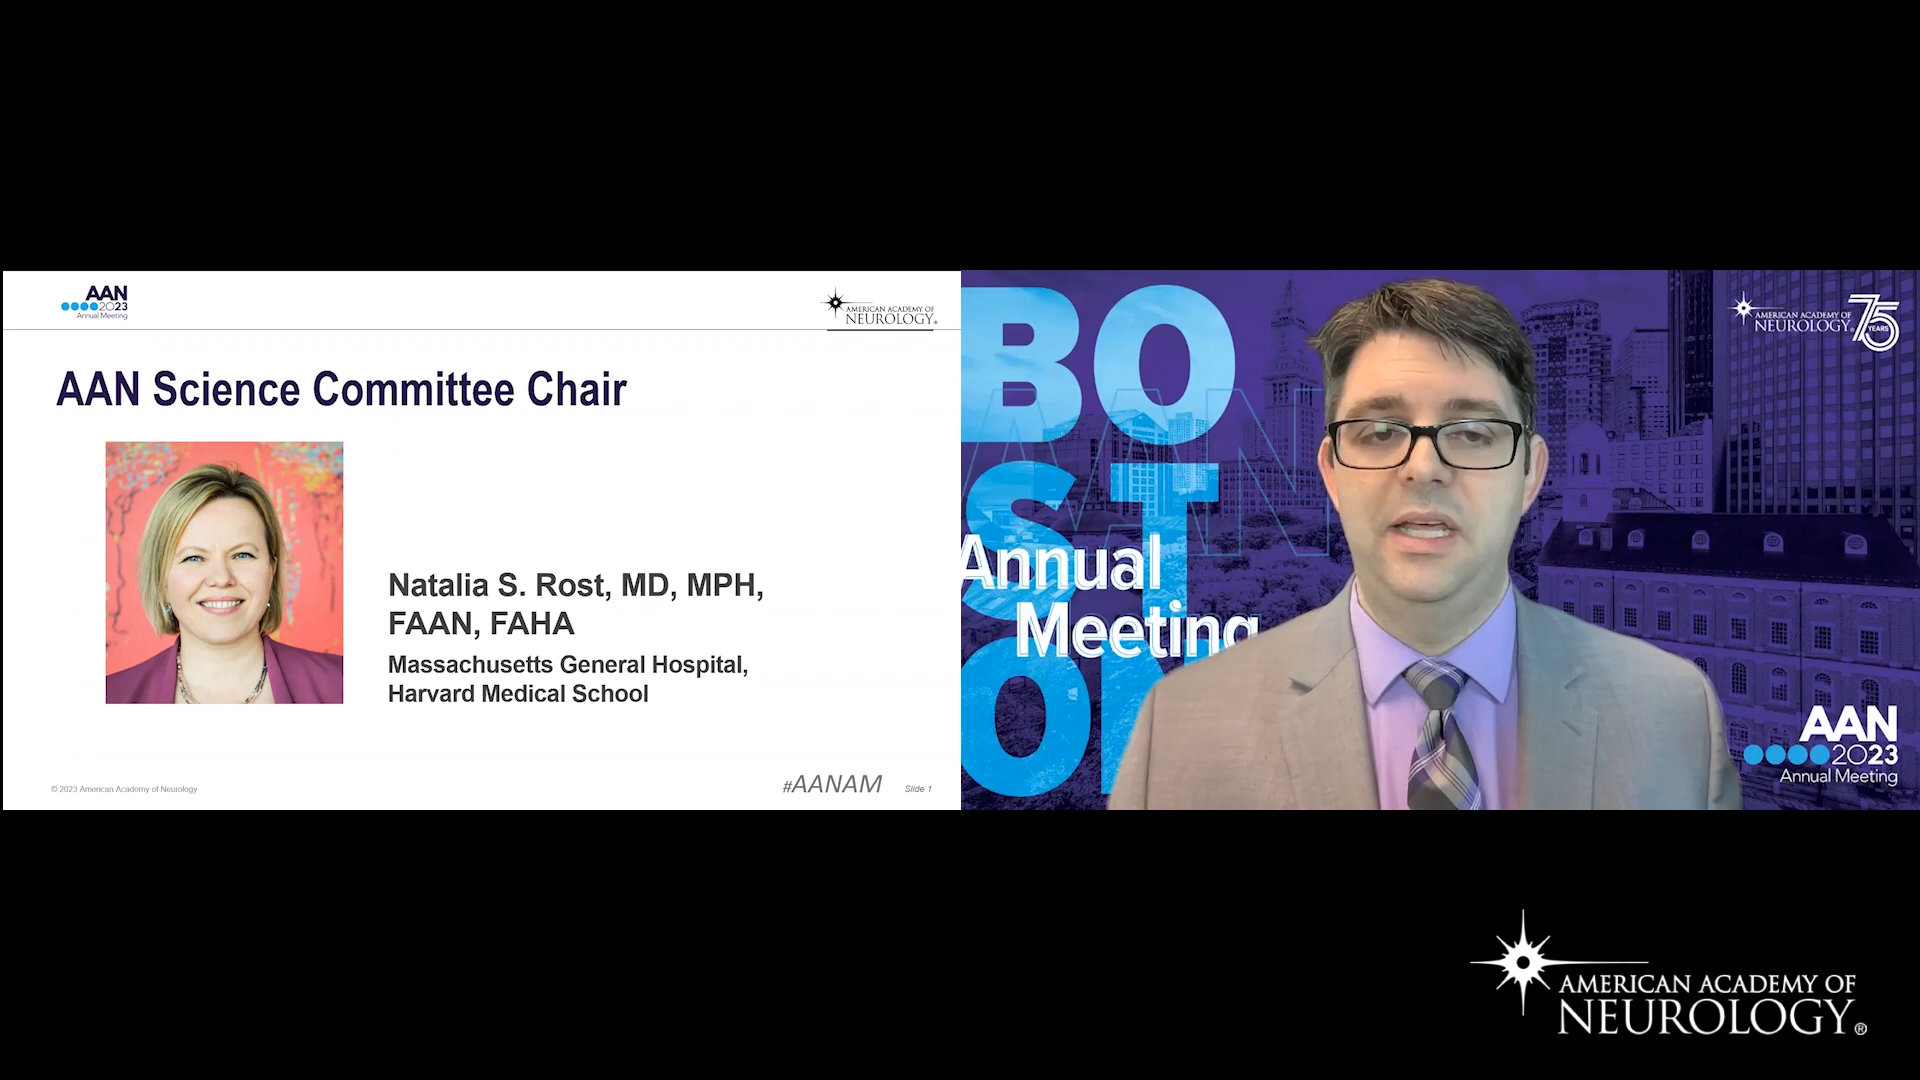 AAN
2023
Annual Meeting
AMERICAN ACADEMY OF
NEUROLOGY®
AAN Science Committee Chair
Natalia S. Rost, MD, MPH,
FAAN, FAHA
Massachusetts General Hospital,
Harvard Medical School
© 2023 American Academy of Neurology
#AANAM
Slide 1
BO
ST
ON
AAN
Annual
Meeting
AMERICAN ACADEMY OF
NEUROLOGY®
75
YEARS
AAN
2023
Annual Meeting
AMERICAN ACADEMY OF
NEUROLOGY®